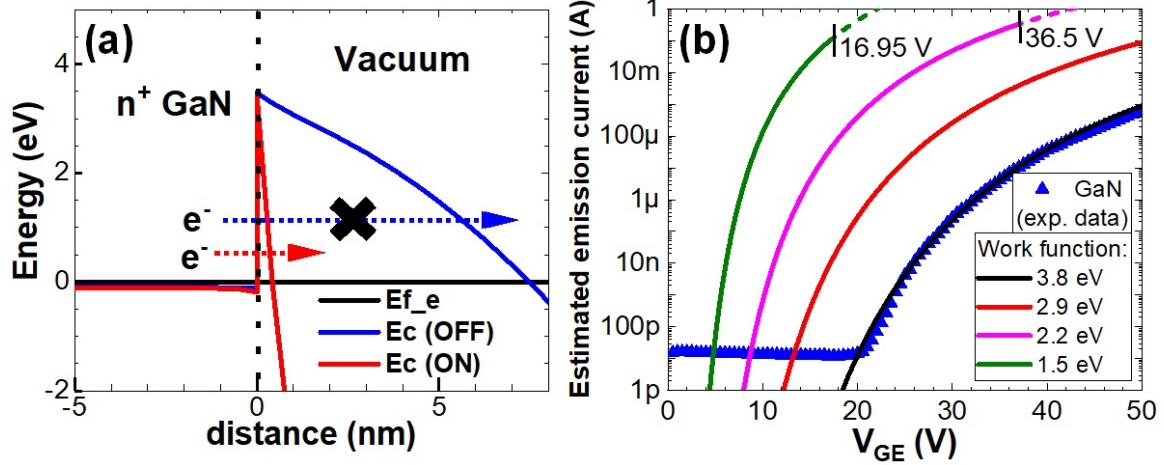 (a)
Vacuum
n⁺ GaN
e⁻
e⁻
Ef_e
Ec (OFF)
Ec (ON)
Energy (eV)
4
2
0
-2
-5
0
5
distance (nm)
(b)
16.95 V
36.5 V
GaN
(exp. data)
Work function:
3.8 eV
2.9 eV
2.2 eV
1.5 eV
Estimated emission current (A)
1
10m
100µ
1µ
10n
100p
1p
0
10
20
30
40
50
V_GE (V)